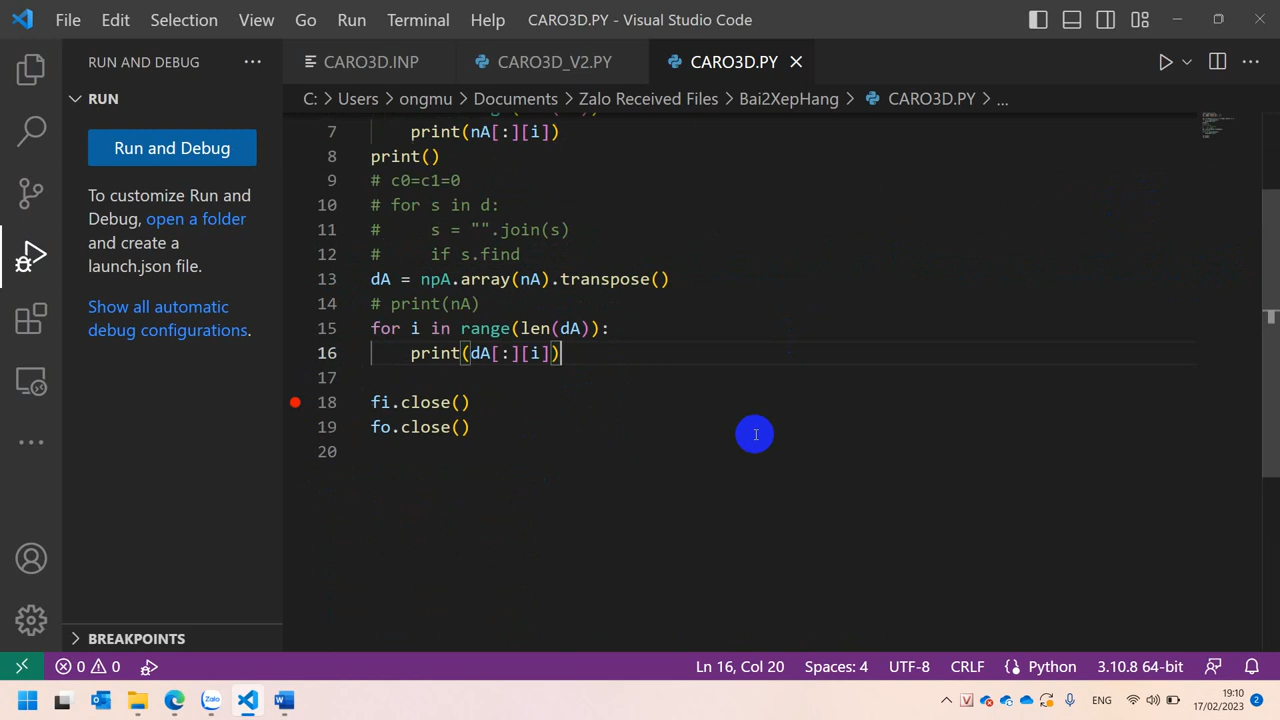 File Edit Selection View Go Run Terminal Help CARO3D.PY - Visual Studio Code
RUN AND DEBUG ...
CARO3D.INP CARO3D_V2.PY CARO3D.PY
RUN
C: > Users > ongmu > Documents > Zalo Received Files > Bai2XepHang > CARO3D.PY > ...
Run and Debug
To customize Run and
Debug, open a folder
and create a
launch.json file.
Show all automatic
debug configurations.
7 print(nA[:][i])
8 print()
9 # c0=c1=0
10 # for s in d:
11 #     s = "".join(s)
12 #     if s.find
13 dA = npA.array(nA).transpose()
14 # print(nA)
15 for i in range(len(dA)):
16     print(dA[:][i])
17
18 fi.close()
19 fo.close()
20
BREAKPOINTS
0 0 Ln 16, Col 20 Spaces: 4 UTF-8 CRLF Python 3.10.8 64-bit
Zalo ENG 19:10
17/02/2023 2